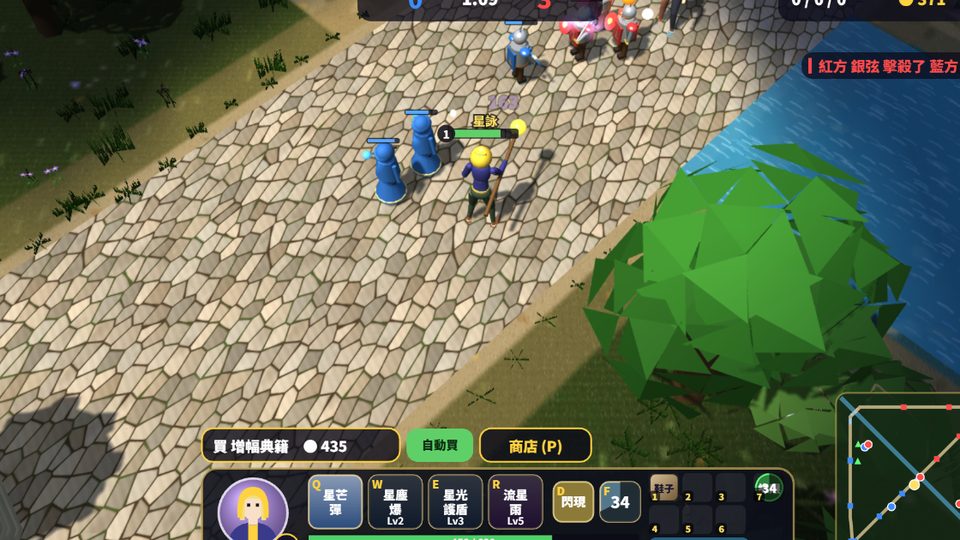 0 1:09 3
0 / 0 / 0 371
紅方 銀弦 擊殺了 藍方
星詠
1
買 增幅典籍 435
自動買
商店 (P)
Q 星芒彈
W 星塵爆 Lv2
E 星光護盾 Lv3
R 流星雨 Lv5
D 閃現
F 34
鞋子
1 2 3 7 34
4 5 6